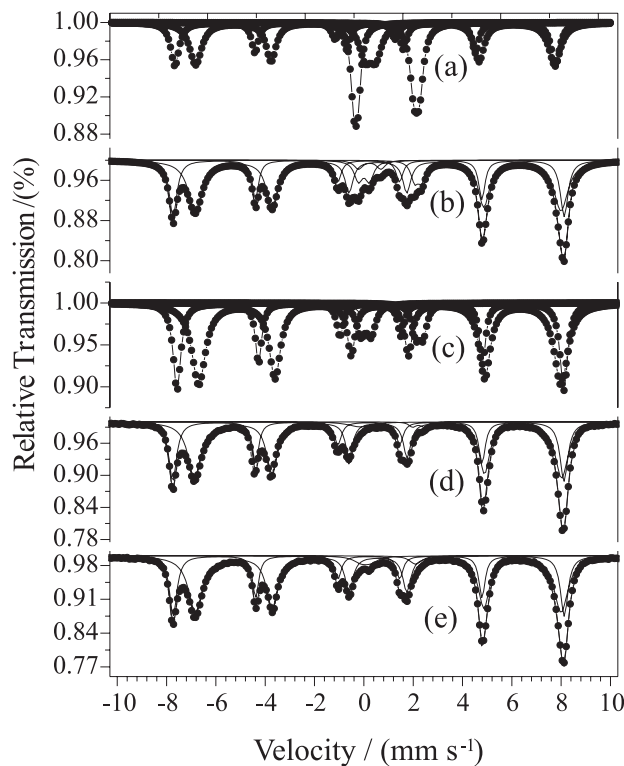 1.00
0.96
0.92
0.88
(a)
0.96
0.88
0.80
(b)
1.00
0.95
0.90
(c)
0.96
0.90
0.84
0.78
(d)
0.98
0.91
0.84
0.77
(e)
Relative Transmission /(%)
-10 -8 -6 -4 -2 0 2 4 6 8 10
Velocity / (mm s-1)